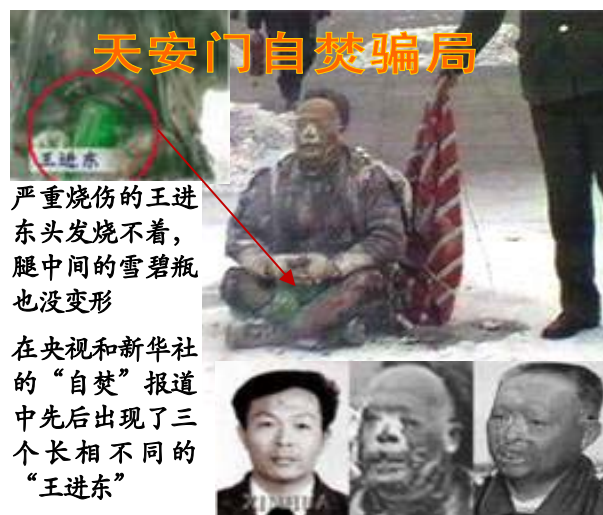 天安门自焚骗局
王进东
严重烧伤的王进
东头发烧不着，
腿中间的雪碧瓶
也没变形
在央视和新华社
的“自焚”报道
中先后出现了三
个长相不同的
“王进东”
XINHUA